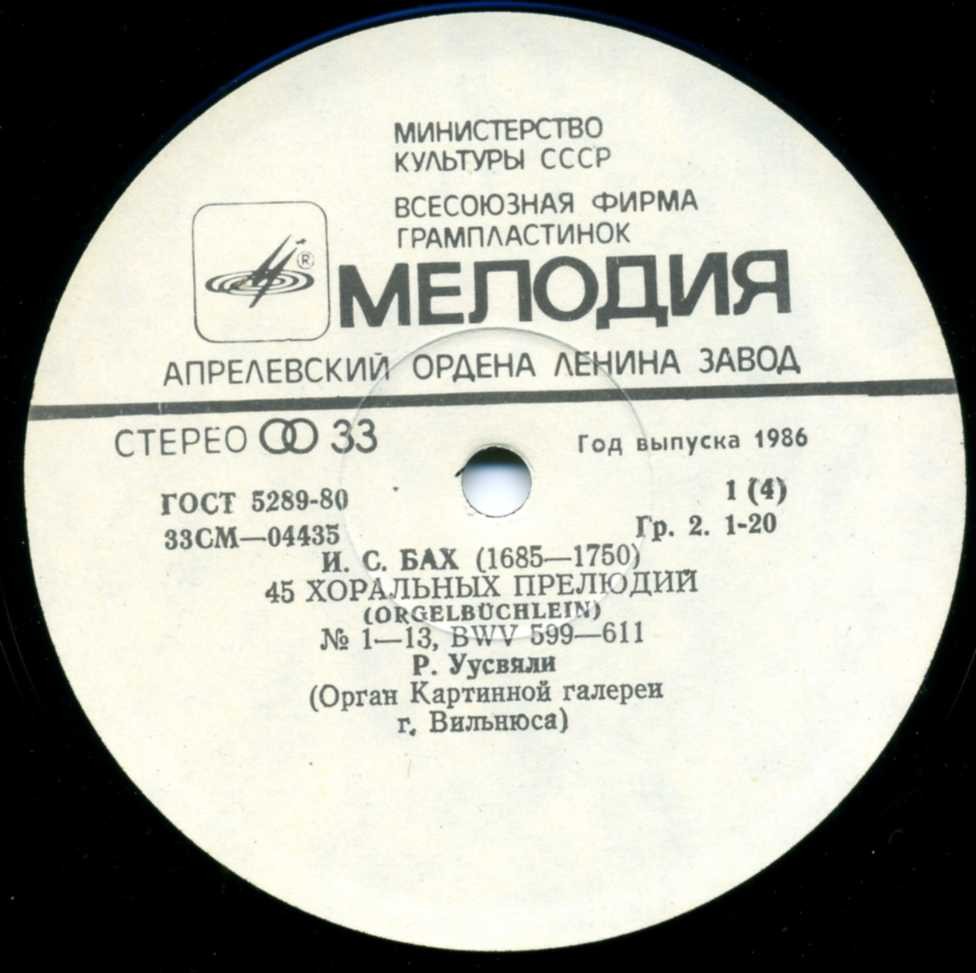 МИНИСТЕРСТВО
КУЛЬТУРЫ СССР
ВСЕСОЮЗНАЯ ФИРМА
ГРАМПЛАСТИНОК
®
МЕЛОДИЯ
АПРЕЛЕВСКИЙ ОРДЕНА ЛЕНИНА ЗАВОД
СТЕРЕО 33
Год выпуска 1986
ГОСТ 5289-80
1 (4)
33СМ—04435
Гр. 2. 1-20
И. С. БАХ (1685—1750)
45 ХОРАЛЬНЫХ ПРЕЛЮДИЙ
(ORGELBÜCHLEIN)
№ 1—13, BWV 599—611
Р. Уусвяли
(Орган Картинной галереи
г. Вильнюса)